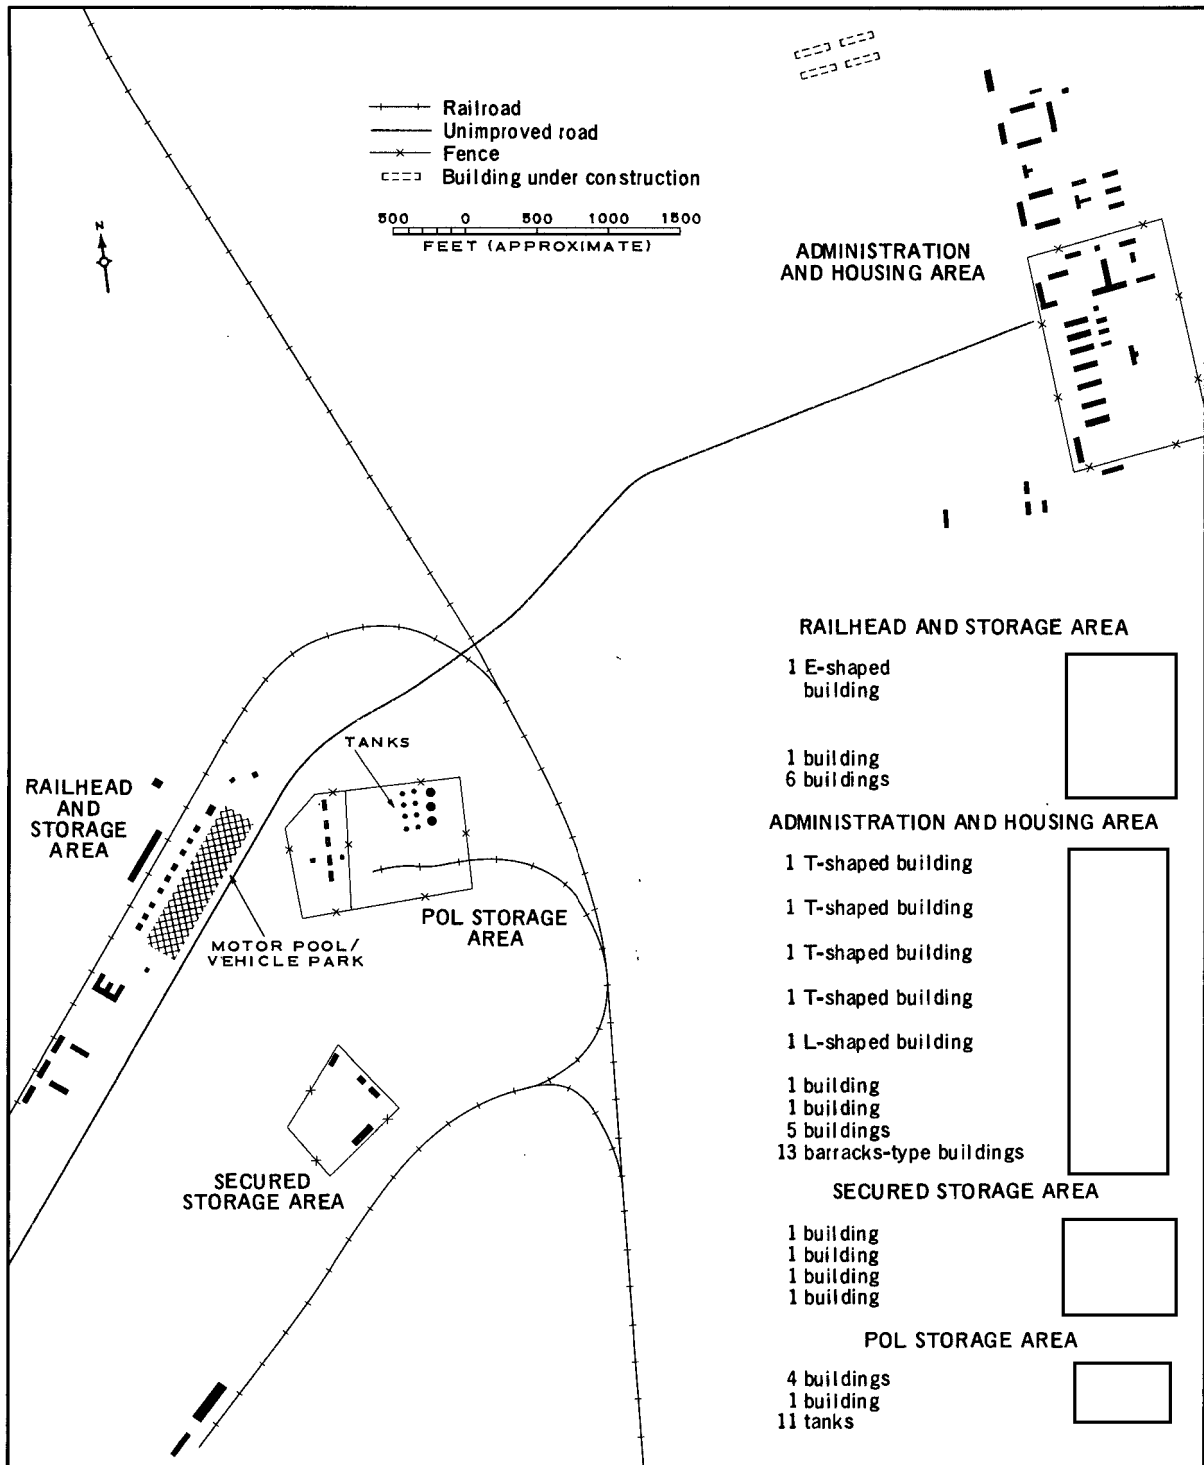 Railroad
Unimproved road
Fence
Building under construction
500 0 500 1000 1500
FEET (APPROXIMATE)
N
ADMINISTRATION
AND HOUSING AREA
TANKS
RAILHEAD
AND
STORAGE
AREA
POL STORAGE
AREA
MOTOR POOL/
VEHICLE PARK
SECURED
STORAGE AREA
RAILHEAD AND STORAGE AREA
1 E-shaped
building
1 building
6 buildings
ADMINISTRATION AND HOUSING AREA
1 T-shaped building
1 T-shaped building
1 T-shaped building
1 T-shaped building
1 L-shaped building
1 building
1 building
5 buildings
13 barracks-type buildings
SECURED STORAGE AREA
1 building
1 building
1 building
1 building
POL STORAGE AREA
4 buildings
1 building
11 tanks